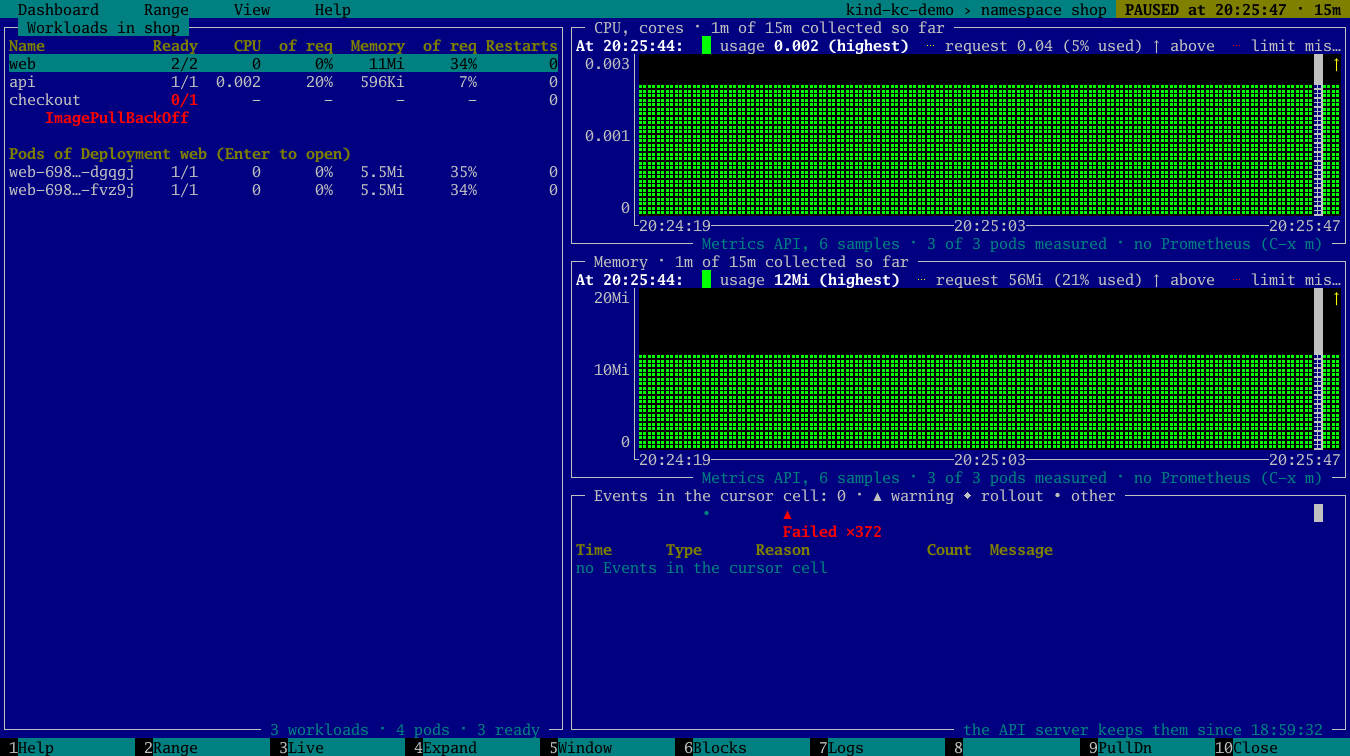 Dashboard Range View Help kind-kc-demo › namespace shop PAUSED at 20:25:47 · 15m
Workloads in shop
Name Ready CPU of req Memory of req Restarts
web 2/2 0 0% 11Mi 34% 0
api 1/1 0.002 20% 596Ki 7% 0
checkout 0/1 – – – – 0
ImagePullBackOff
Pods of Deployment web (Enter to open)
web-698…-dgqgj 1/1 0 0% 5.5Mi 35% 0
web-698…-fvz9j 1/1 0 0% 5.5Mi 34% 0
3 workloads · 4 pods · 3 ready
CPU, cores · 1m of 15m collected so far
At 20:25:44: usage 0.002 (highest) ┄ request 0.04 (5% used) ↑ above ┄ limit mis…
0.003 ↑
0.001
0
20:24:19 20:25:03 20:25:47
Metrics API, 6 samples · 3 of 3 pods measured · no Prometheus (C-x m)
Memory · 1m of 15m collected so far
At 20:25:44: usage 12Mi (highest) ┄ request 56Mi (21% used) ↑ above ┄ limit mis…
20Mi ↑
10Mi
0
20:24:19 20:25:03 20:25:47
Metrics API, 6 samples · 3 of 3 pods measured · no Prometheus (C-x m)
Events in the cursor cell: 0 · ▲ warning ◆ rollout • other
• ▲
Failed ×372
Time Type Reason Count Message
no Events in the cursor cell
the API server keeps them since 18:59:32
1Help 2Range 3Live 4Expand 5Window 6Blocks 7Logs 8 9PullDn 10Close